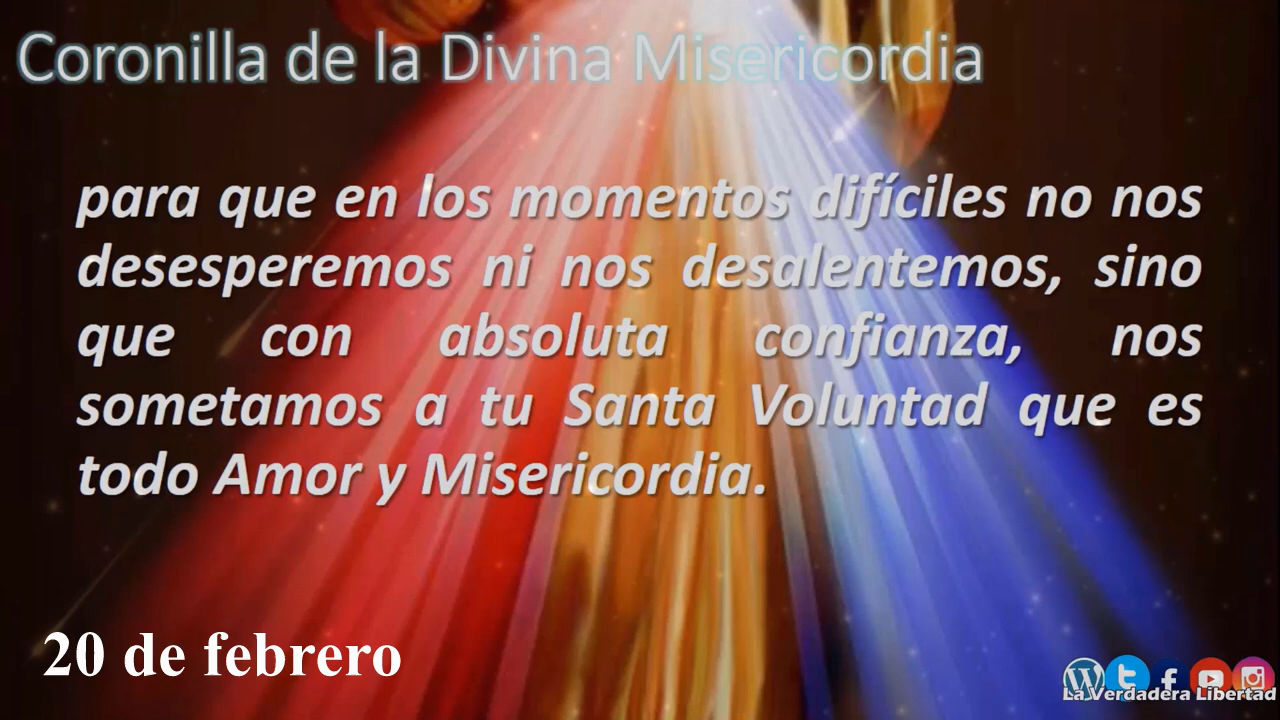 Coronilla de la Divina Misericordia
para que en los momentos difíciles no nos
desesperemos ni nos desalentemos, sino
que con absoluta confianza, nos
sometamos a tu Santa Voluntad que es
todo Amor y Misericordia.
20 de febrero
La Verdadera Libertad